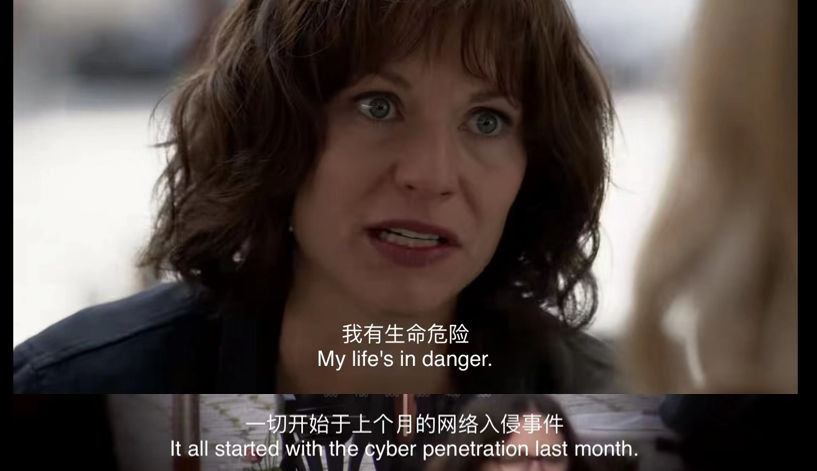 我有生命危险
My life's in danger.
一切开始于上个月的网络入侵事件
It all started with the cyber penetration last month.